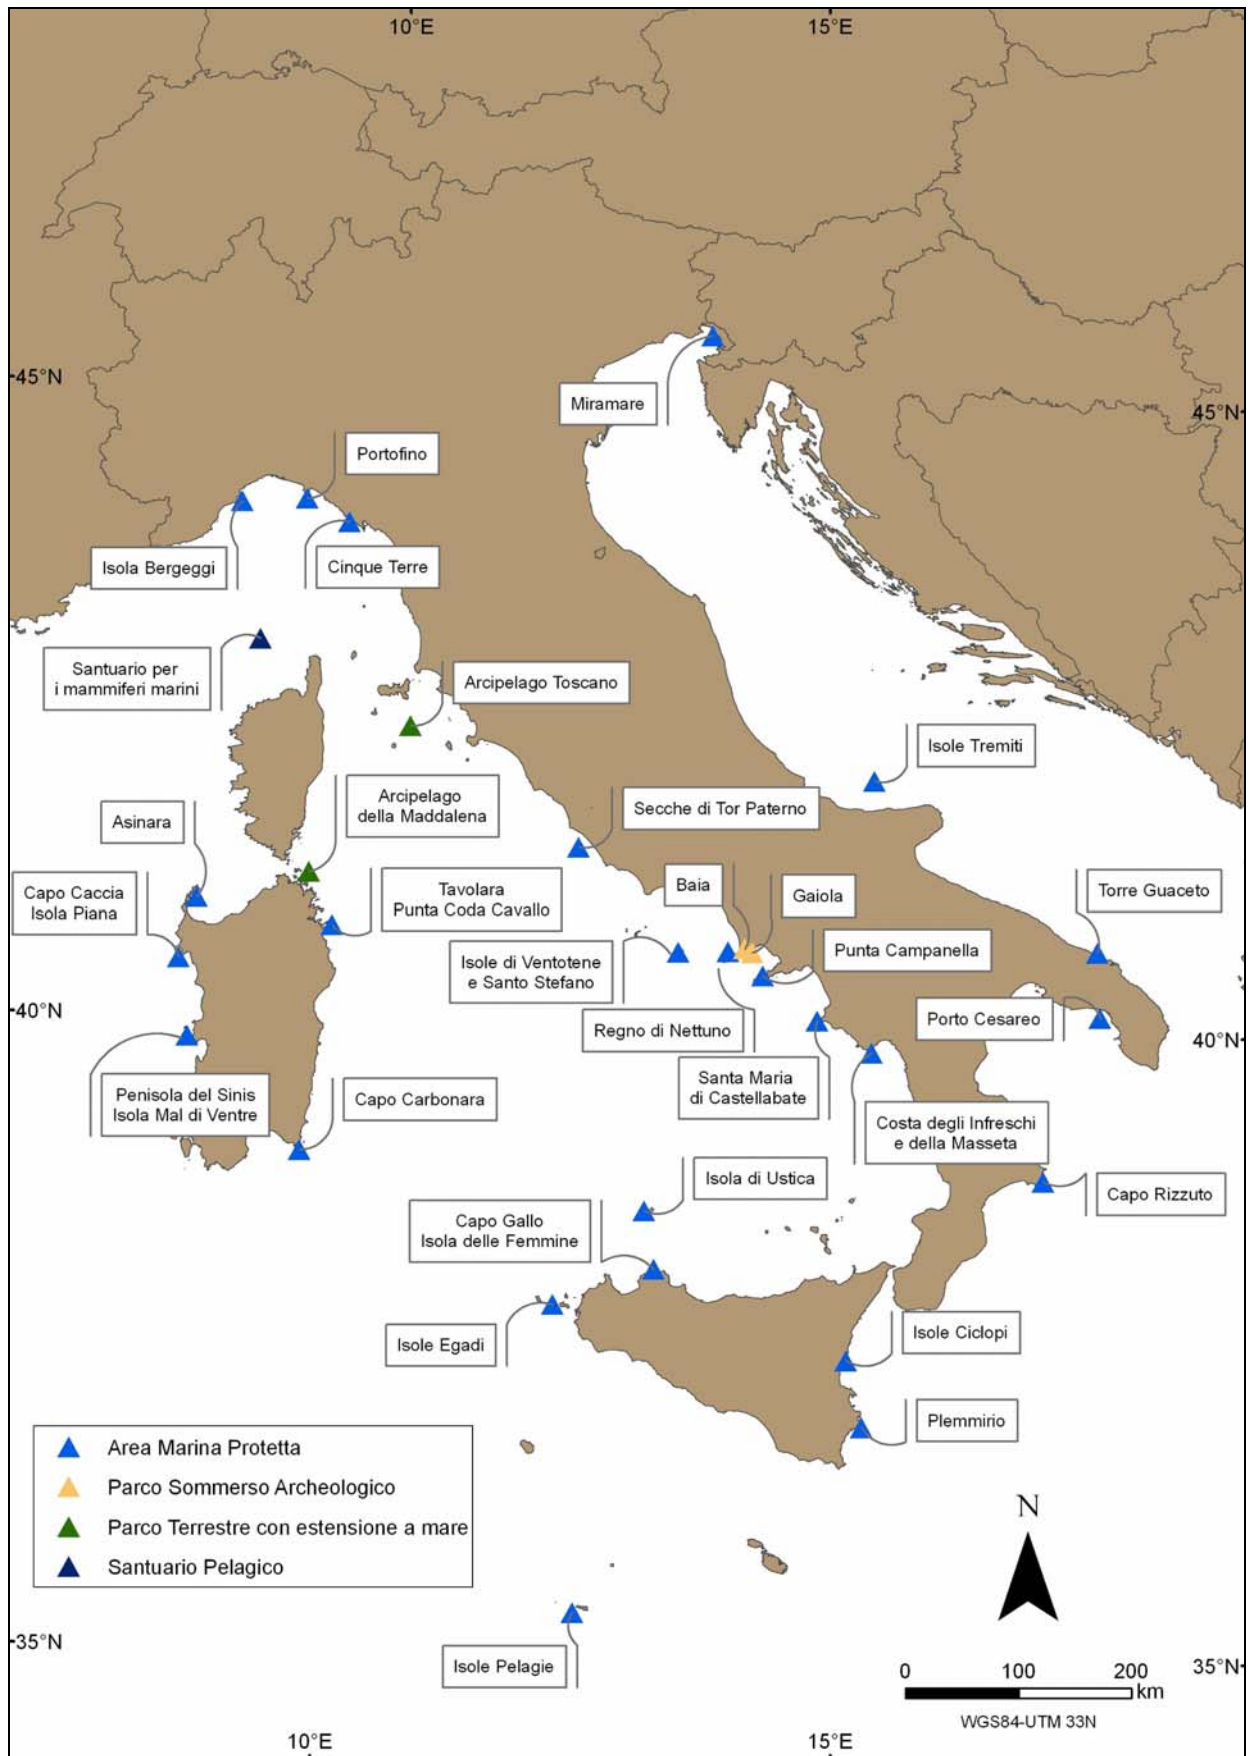 10°E
15°E
45°N
45°N
Miramare
Portofino
Isola Bergeggi
Cinque Terre
Santuario per
i mammiferi marini
Arcipelago Toscano
Isole Tremiti
Arcipelago
della Maddalena
Secche di Tor Paterno
Asinara
Capo Caccia
Isola Piana
Tavolara
Punta Coda Cavallo
Baia
Gaiola
Torre Guaceto
Isole di Ventotene
e Santo Stefano
Punta Campanella
Regno di Nettuno
Porto Cesareo
40°N
40°N
Penisola del Sinis
Isola Mal di Ventre
Capo Carbonara
Santa Maria
di Castellabate
Costa degli Infreschi
e della Masseta
Isola di Ustica
Capo Rizzuto
Capo Gallo
Isola delle Femmine
Isole Egadi
Isole Ciclopi
Plemmirio
Area Marina Protetta
Parco Sommerso Archeologico
Parco Terrestre con estensione a mare
Santuario Pelagico
N
35°N
35°N
Isole Pelagie
0 100 200
km
WGS84-UTM 33N
10°E
15°E